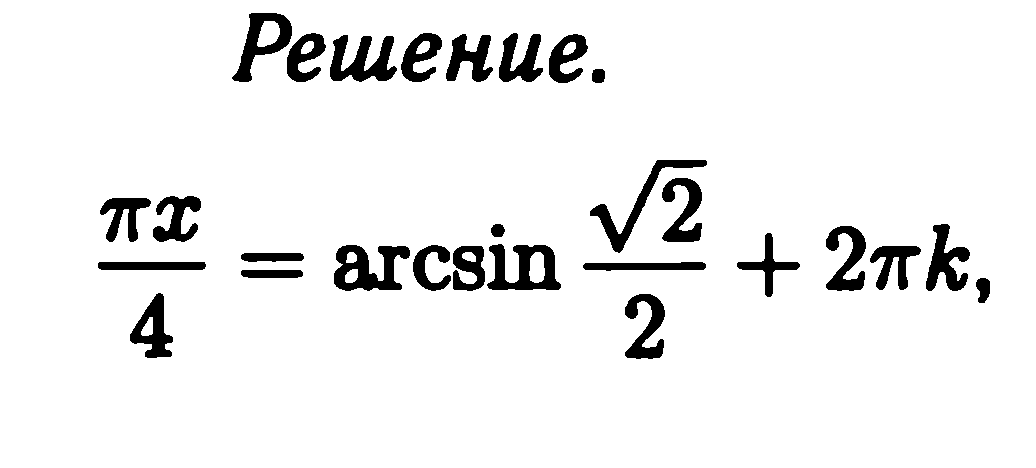 Решение.
πx/4 = arcsin √2/2 + 2πk,